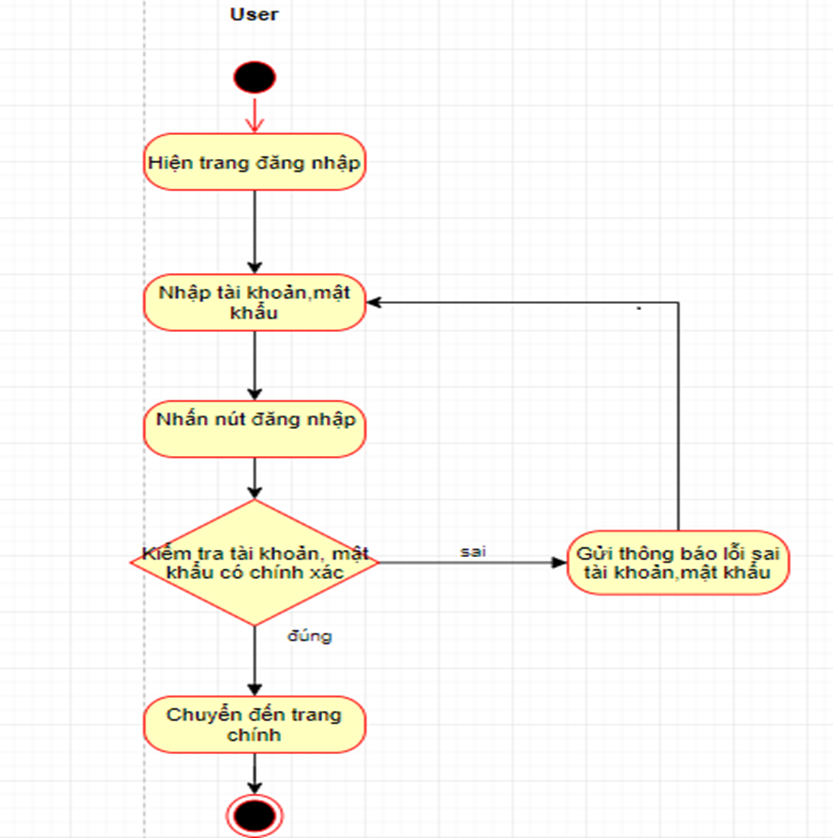 User
Hiện trang đăng nhập
Nhập tài khoản,mật
khẩu
Nhấn nút đăng nhập
Kiểm tra tài khoản, mật
khẩu có chính xác
sai
Gửi thông báo lỗi sai
tài khoản,mật khẩu
đúng
Chuyển đến trang
chính